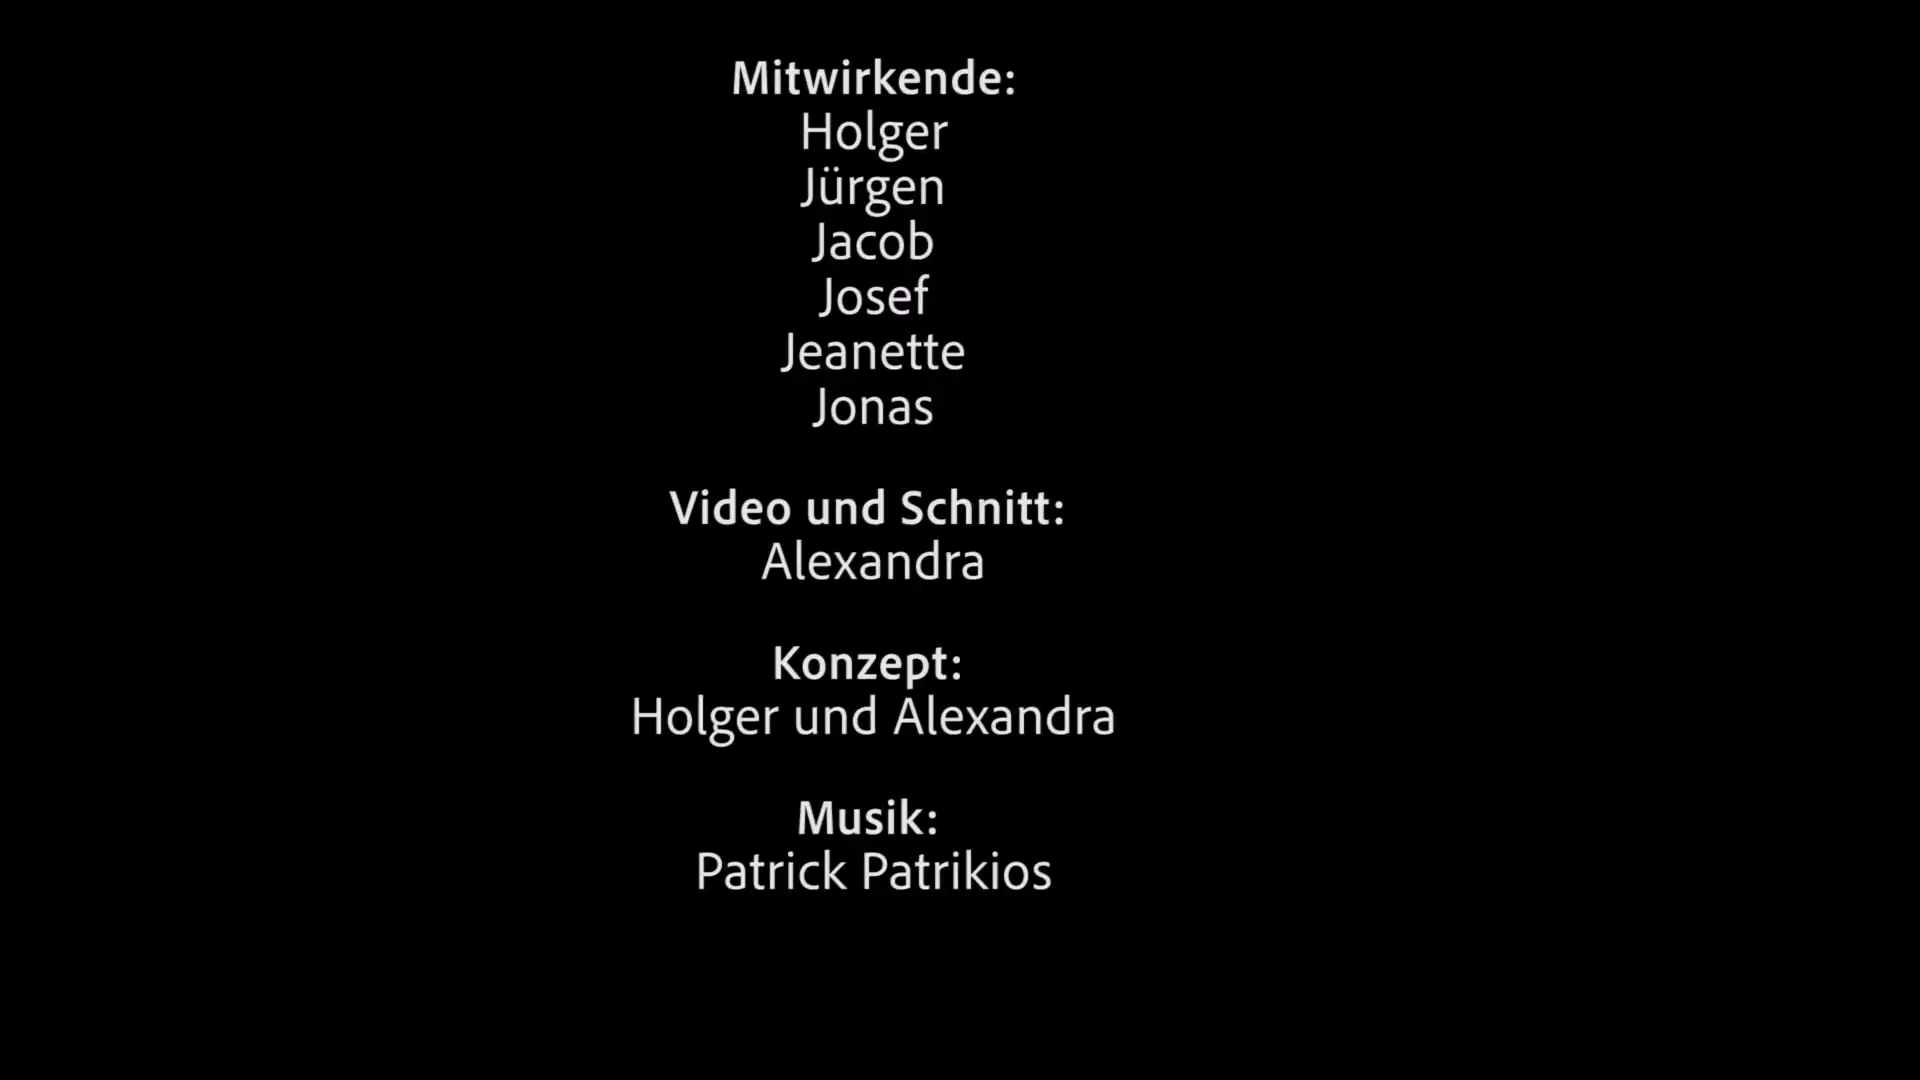 Mitwirkende:
Holger
Jürgen
Jacob
Josef
Jeanette
Jonas
Video und Schnitt:
Alexandra
Konzept:
Holger und Alexandra
Musik:
Patrick Patrikios